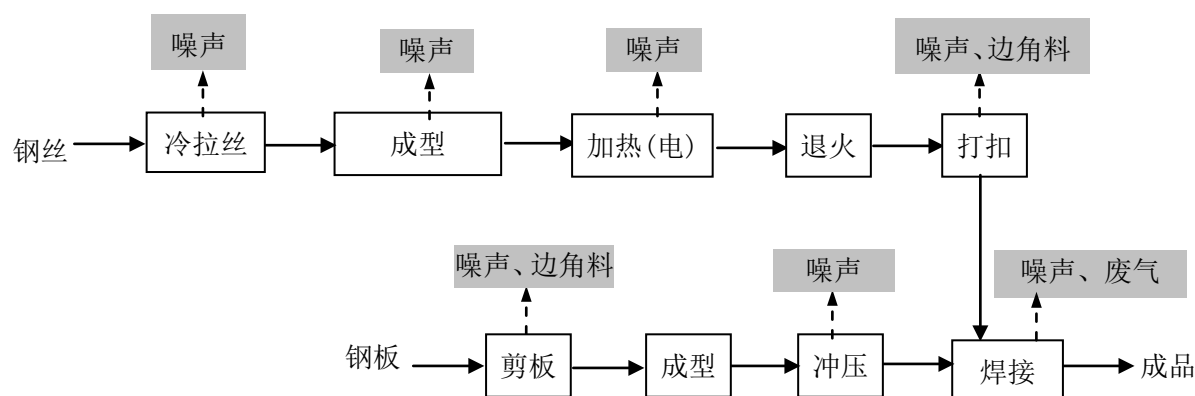 噪声
噪声
噪声
噪声、边角料
钢丝
冷拉丝
成型
加热(电)
退火
打扣
噪声、边角料
噪声
噪声、废气
钢板
剪板
成型
冲压
焊接
成品